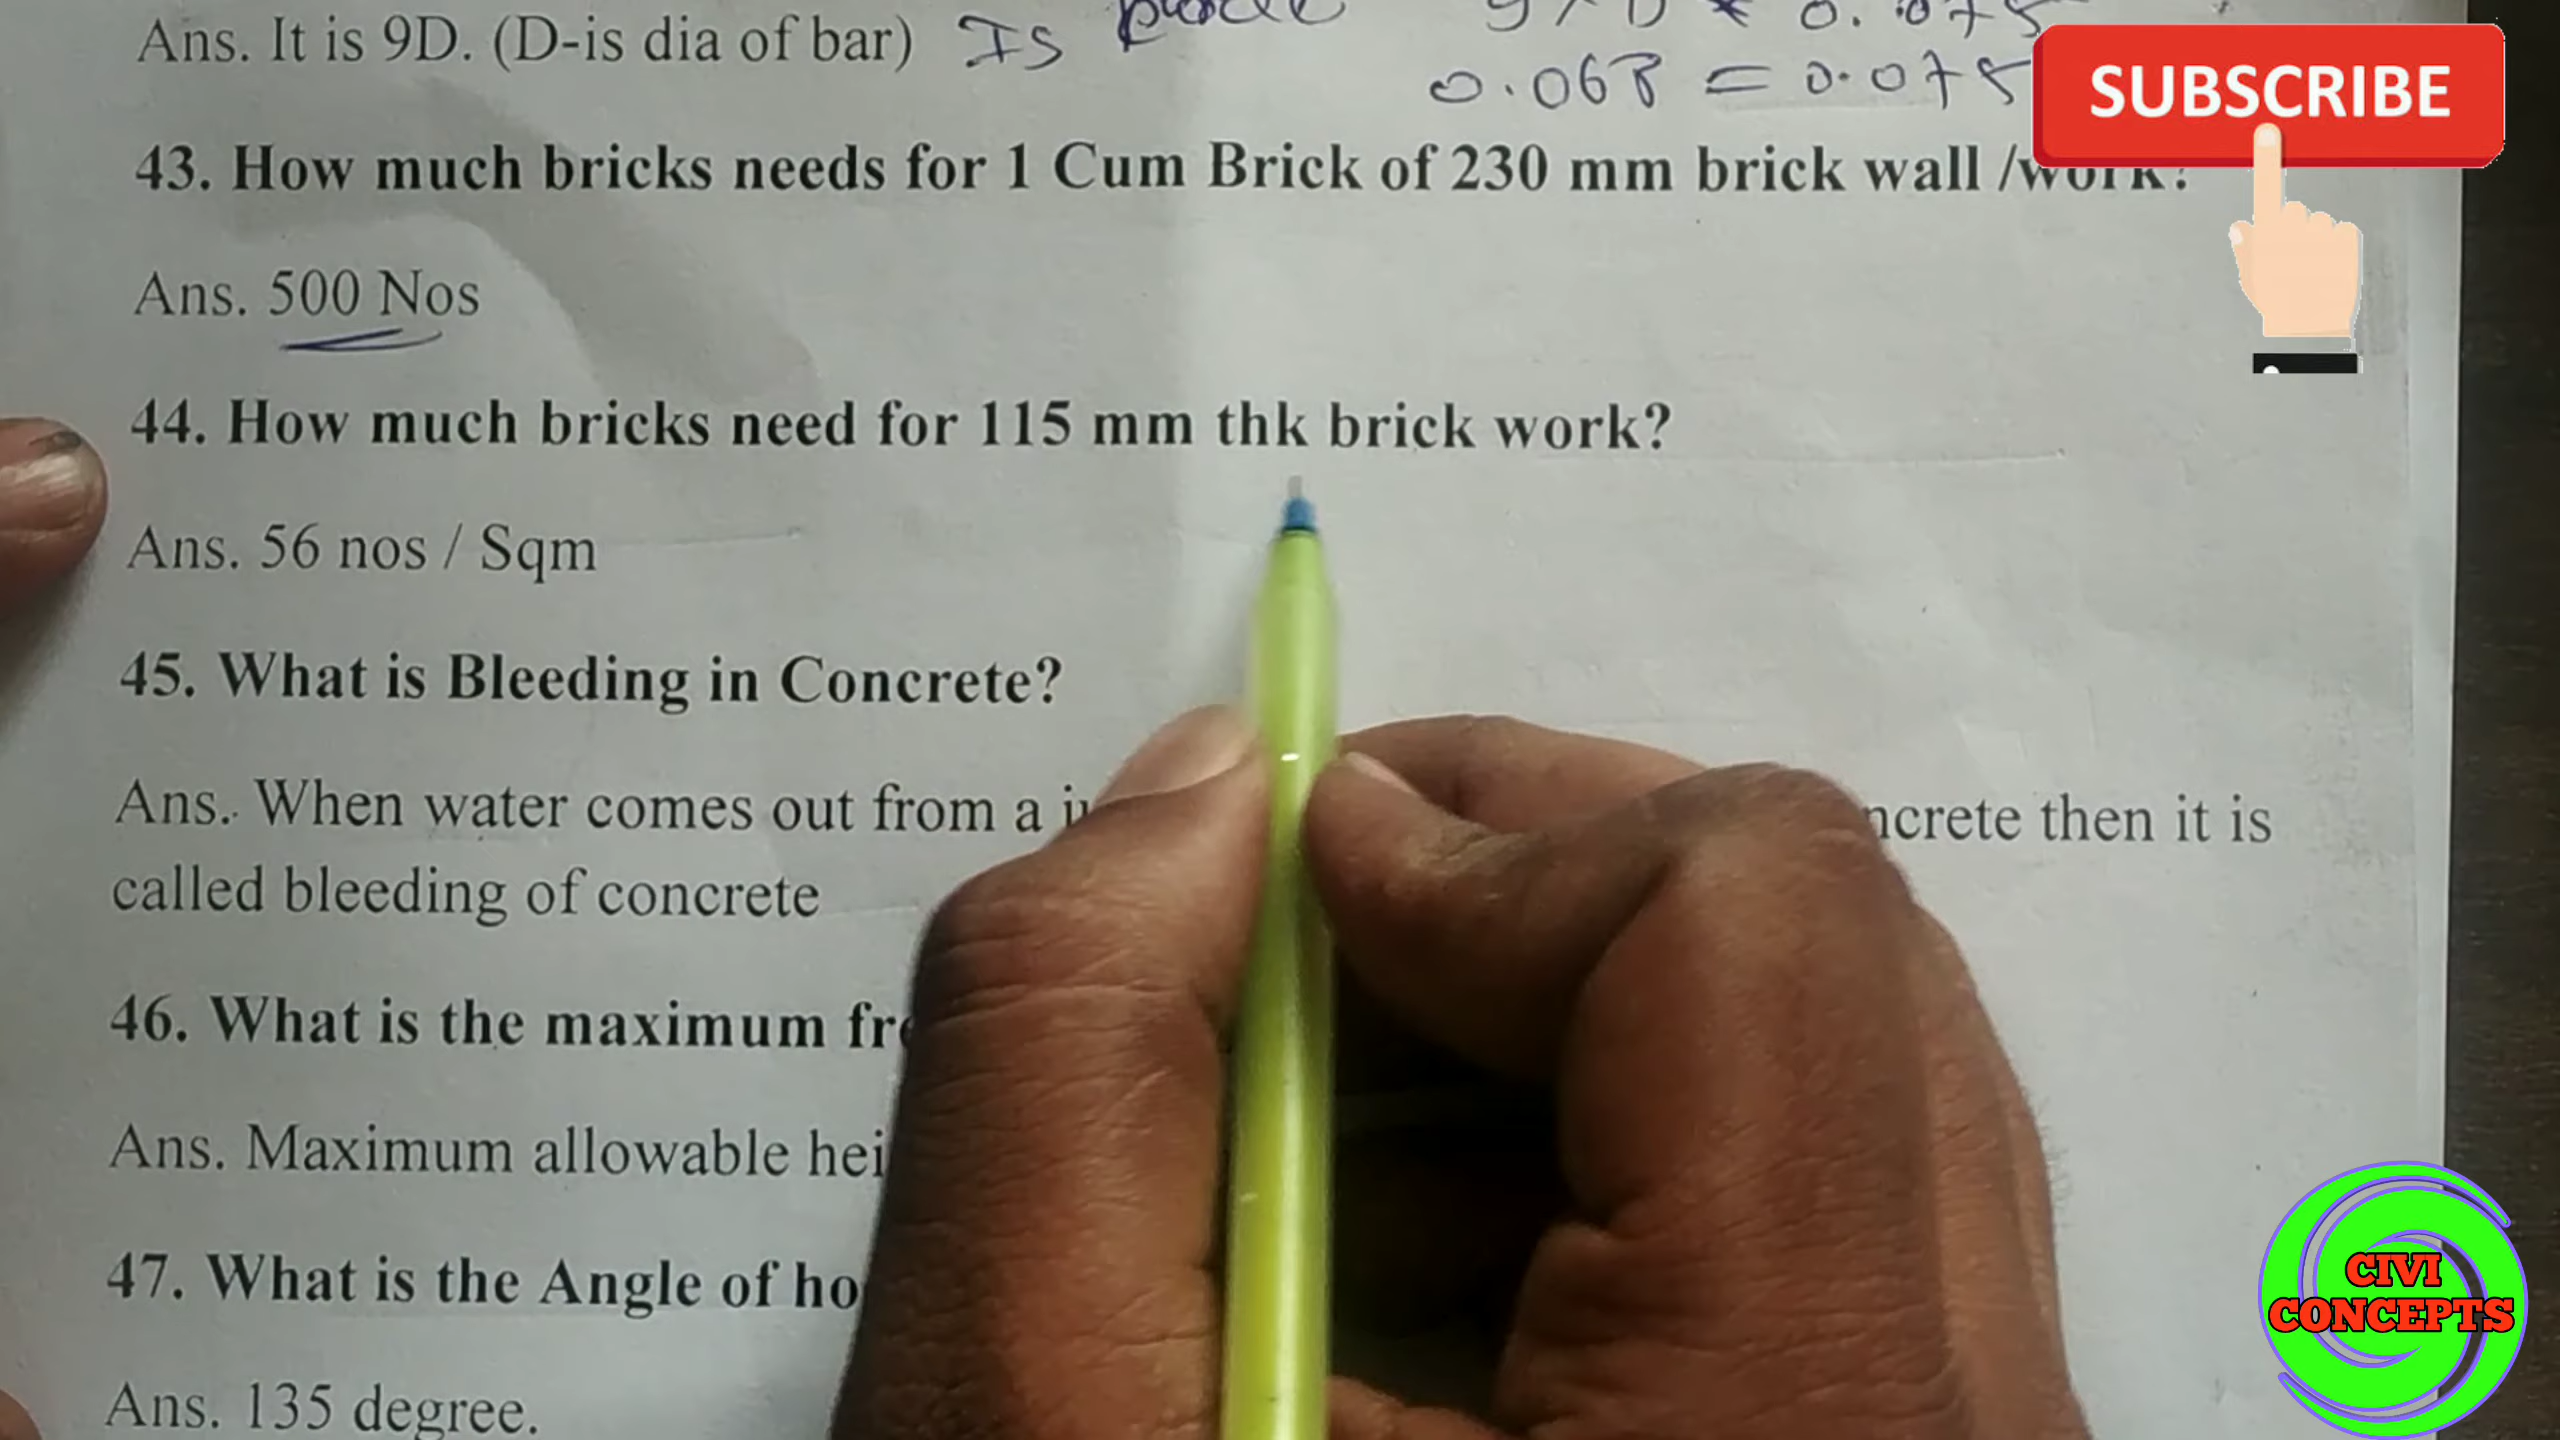 Ans. It is 9D. (D-is dia of bar) Is
0.068 = 0.075
SUBSCRIBE
43. How much bricks needs for 1 Cum Brick of 230 mm brick wall /work?
Ans. 500 Nos
44. How much bricks need for 115 mm thk brick work?
Ans. 56 nos / Sqm
45. What is Bleeding in Concrete?
Ans. When water comes out from a then it is
called bleeding of concrete
46. What is the maximum
Ans. Maximum allowable
47. What is the Angle of
Ans. 135 degree.
CIVI
CONCEPTS